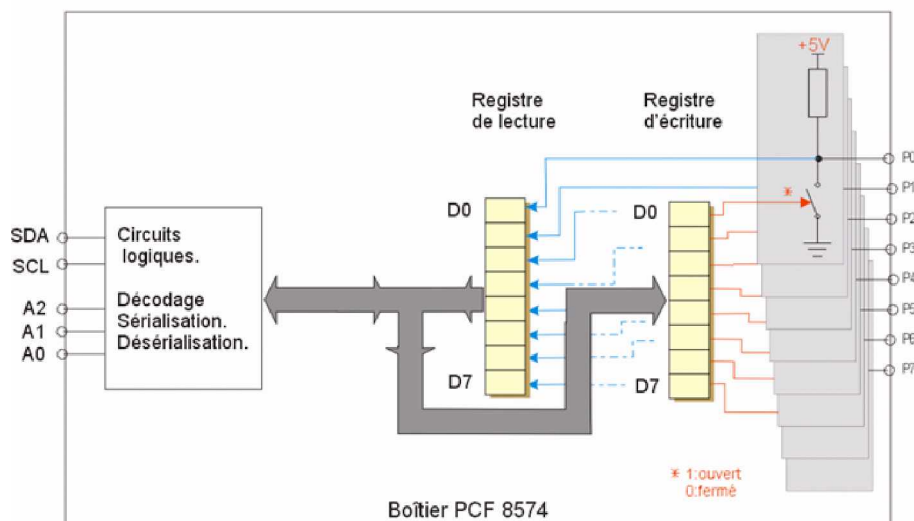 +5V
Registre
de lecture
Registre
d'écriture
P0
P1
P2
P3
P4
P5
P6
P7
*
D0
D0
SDA
SCL
A2
A1
A0
Circuits
logiques.
Décodage
Sérialisation.
Désérialisation.
D7
D7
* 1:ouvert
0:fermé
Boîtier PCF 8574